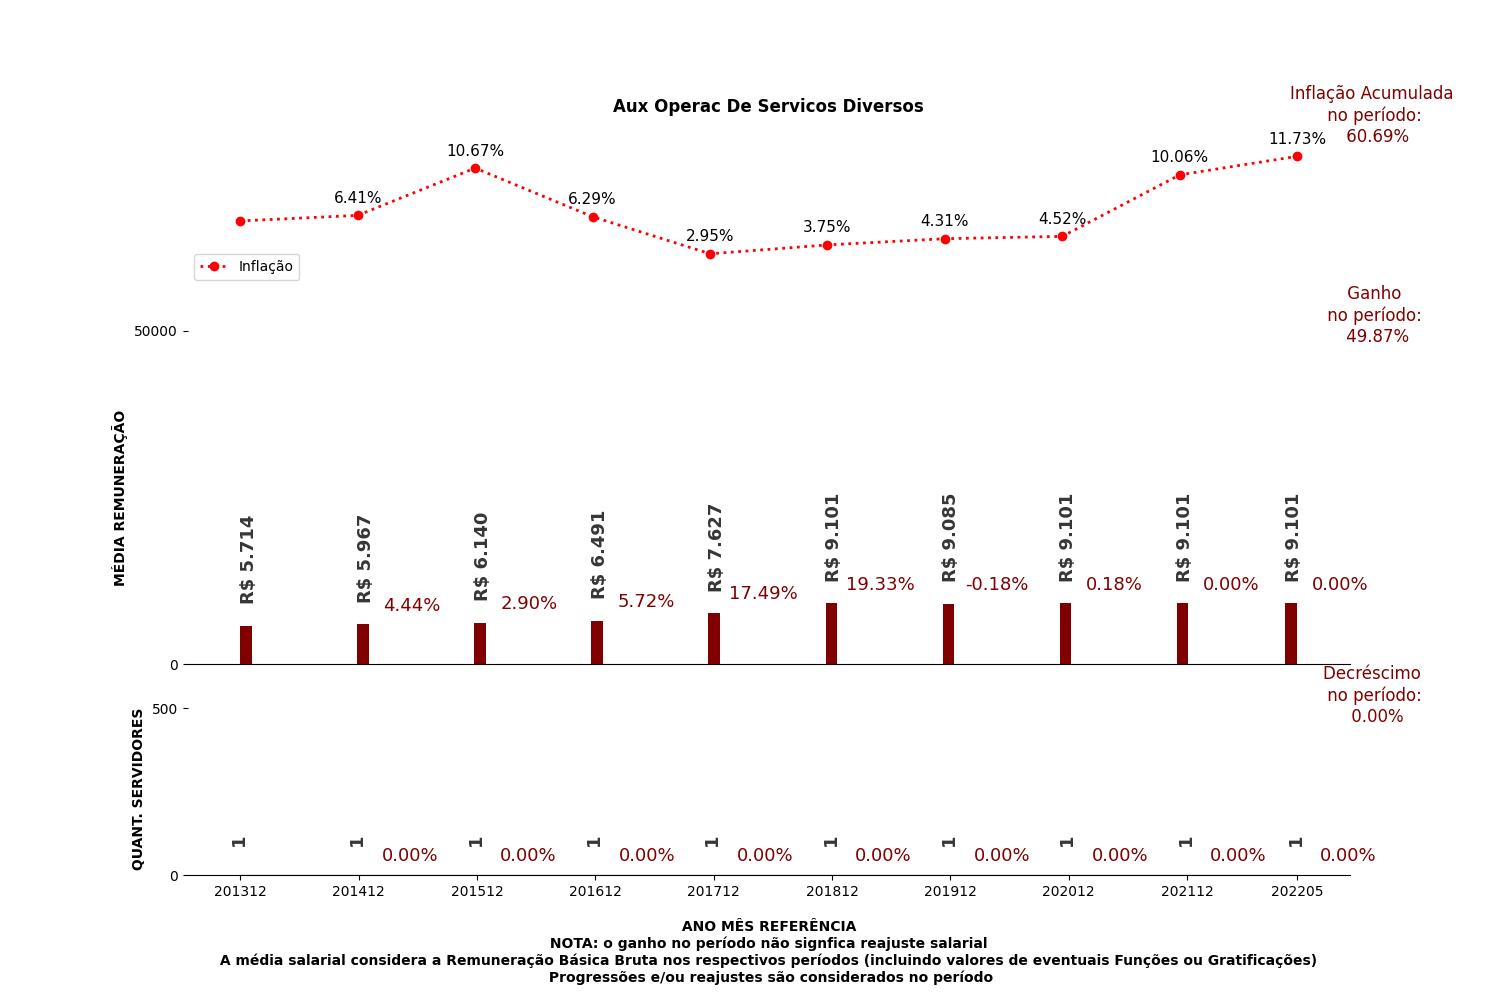 Aux Operac De Servicos Diversos
Inflação Acumulada
no período:
60.69%
6.41%
10.67%
6.29%
2.95%
3.75%
4.31%
4.52%
10.06%
11.73%
Inflação
Ganho
no período:
49.87%
50000
0
MÉDIA REMUNERAÇÃO
R$ 5.714
R$ 5.967
R$ 6.140
R$ 6.491
R$ 7.627
R$ 9.101
R$ 9.085
R$ 9.101
R$ 9.101
R$ 9.101
4.44%
2.90%
5.72%
17.49%
19.33%
-0.18%
0.18%
0.00%
0.00%
Decréscimo
no período:
0.00%
500
0
QUANT. SERVIDORES
1
1
1
1
1
1
1
1
1
1
0.00%
0.00%
0.00%
0.00%
0.00%
0.00%
0.00%
0.00%
0.00%
201312
201412
201512
201612
201712
201812
201912
202012
202112
202205
ANO MÊS REFERÊNCIA
NOTA: o ganho no período não signfica reajuste salarial
A média salarial considera a Remuneração Básica Bruta nos respectivos períodos (incluindo valores de eventuais Funções ou Gratificações)
Progressões e/ou reajustes são considerados no período